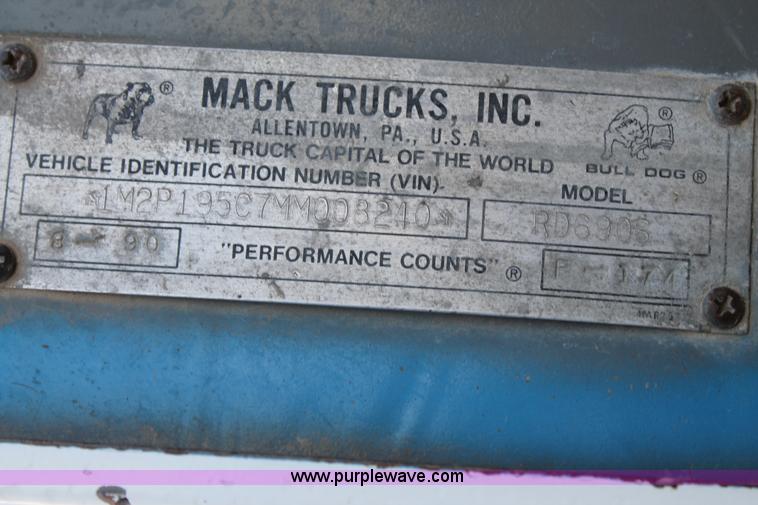 MACK TRUCKS, INC.
ALLENTOWN, PA., U.S.A.
THE TRUCK CAPITAL OF THE WORLD
BULL DOG ®
VEHICLE IDENTIFICATION NUMBER (VIN)
MODEL
1M2P195C7MM008240
RD690S
8 - 90
"PERFORMANCE COUNTS" ®
www.purplewave.com